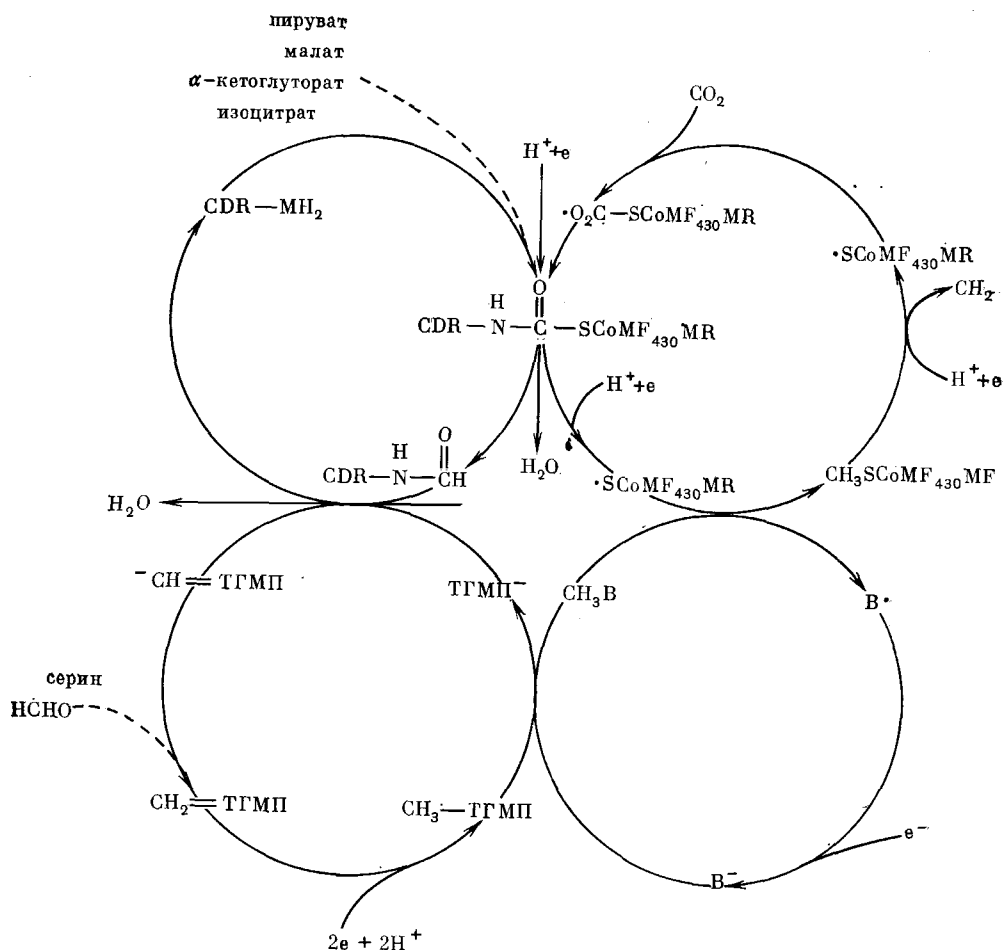 пируват
малат
α-кетоглуторат
изоцитрат
CO₂
H⁺+e
CDR—MH₂
·O₂C—SCoMF₄₃₀MR
·SCoMF₄₃₀MR
CH₂
O
H
CDR—N—C—SCoMF₄₃₀MR
H⁺+e
H⁺+e
O
H
CDR—N—CH
H₂O
·SCoMF₄₃₀MR
CH₃SCoMF₄₃₀MF
H₂O
⁻CH=ТГМП
ТГМП⁻
CH₃B
B·
серин
HCHO
CH₂=ТГМП
CH₃—ТГМП
e⁻
B⁻
2e + 2H⁺